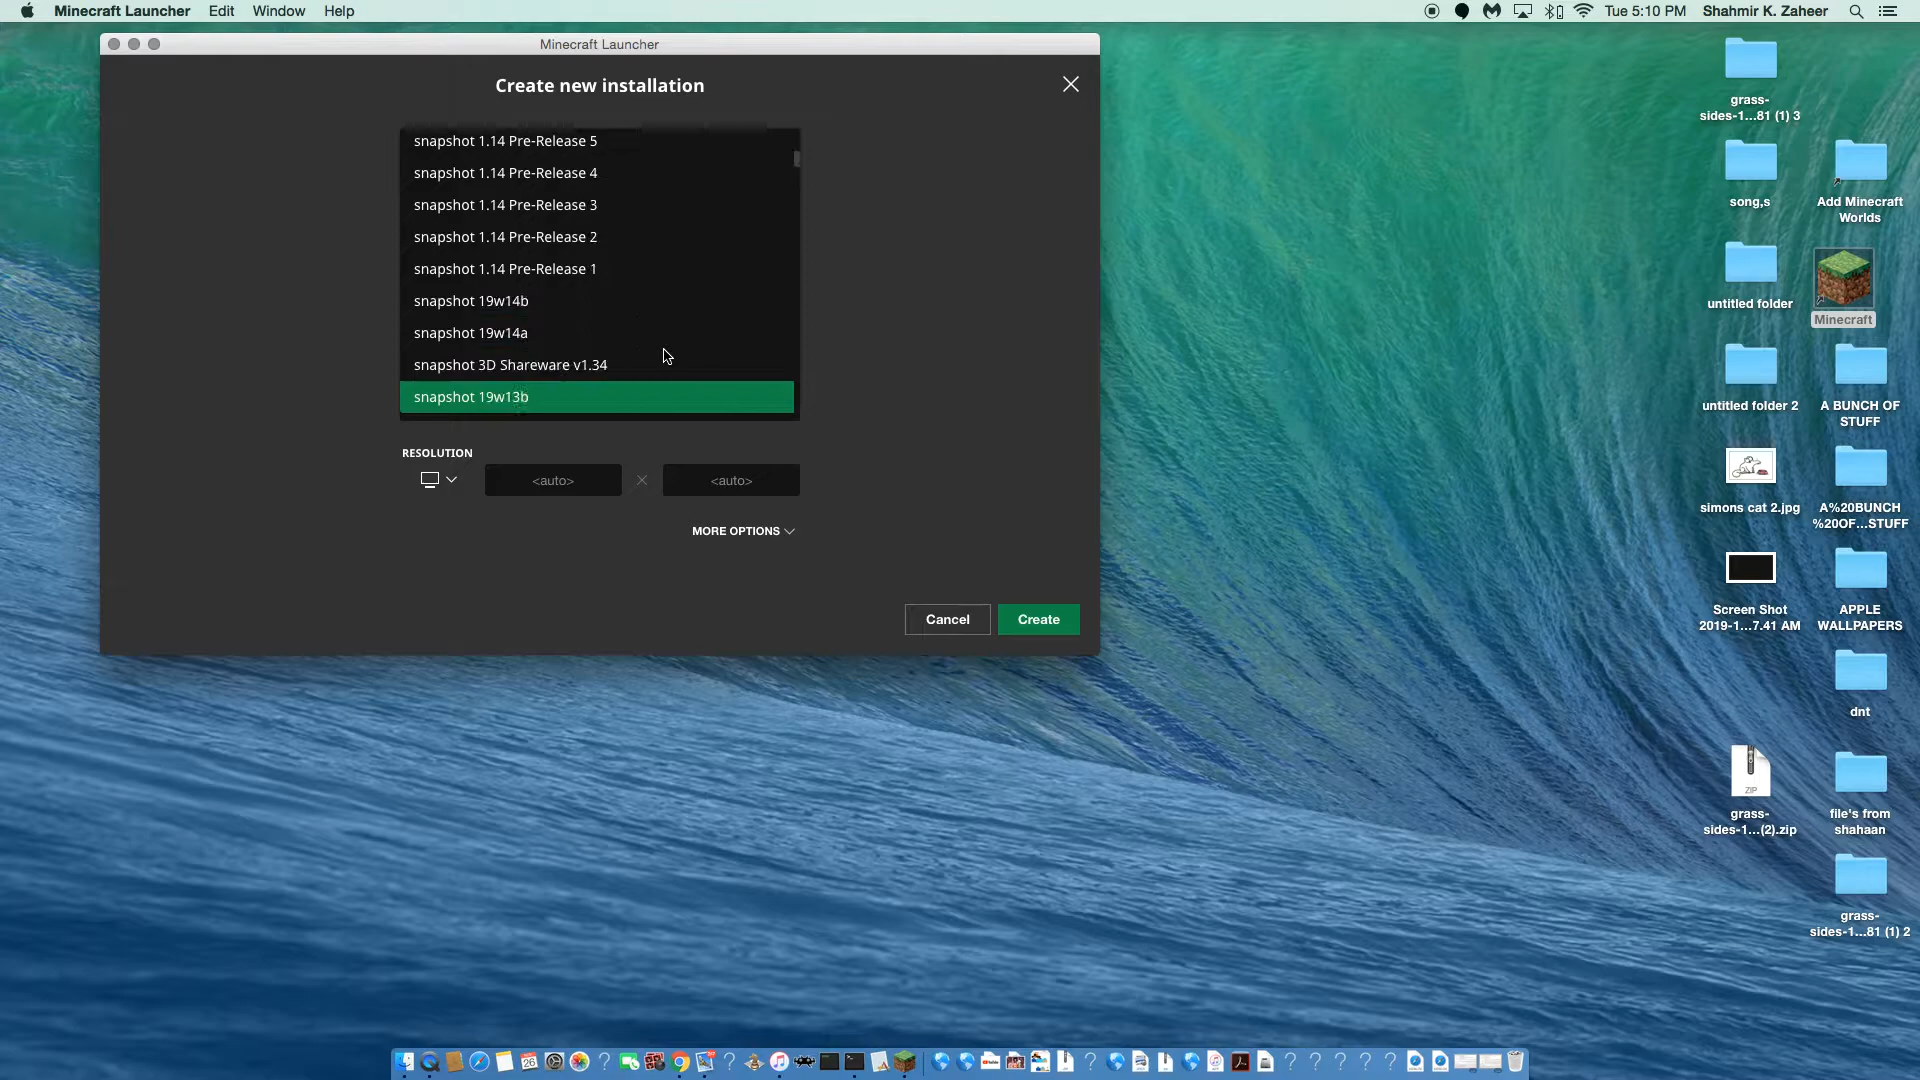 Minecraft Launcher Edit Window Help
Tue 5:10 PM Shahmir K. Zaheer
Minecraft Launcher
Create new installation
snapshot 1.14 Pre-Release 5
snapshot 1.14 Pre-Release 4
snapshot 1.14 Pre-Release 3
snapshot 1.14 Pre-Release 2
snapshot 1.14 Pre-Release 1
snapshot 19w14b
snapshot 19w14a
snapshot 3D Shareware v1.34
snapshot 19w13b
RESOLUTION
<auto> <auto>
MORE OPTIONS
Cancel Create
grass-
sides-1...81 (1) 3
song,s
Add Minecraft
Worlds
untitled folder
Minecraft
untitled folder 2
A BUNCH OF
STUFF
simons cat 2.jpg
A%20BUNCH
%20OF...STUFF
Screen Shot
2019-1...7.41 AM
APPLE
WALLPAPERS
dnt
ZIP
grass-
sides-1...(2).zip
file's from
shahaan
grass-
sides-1...81 (1) 2
26